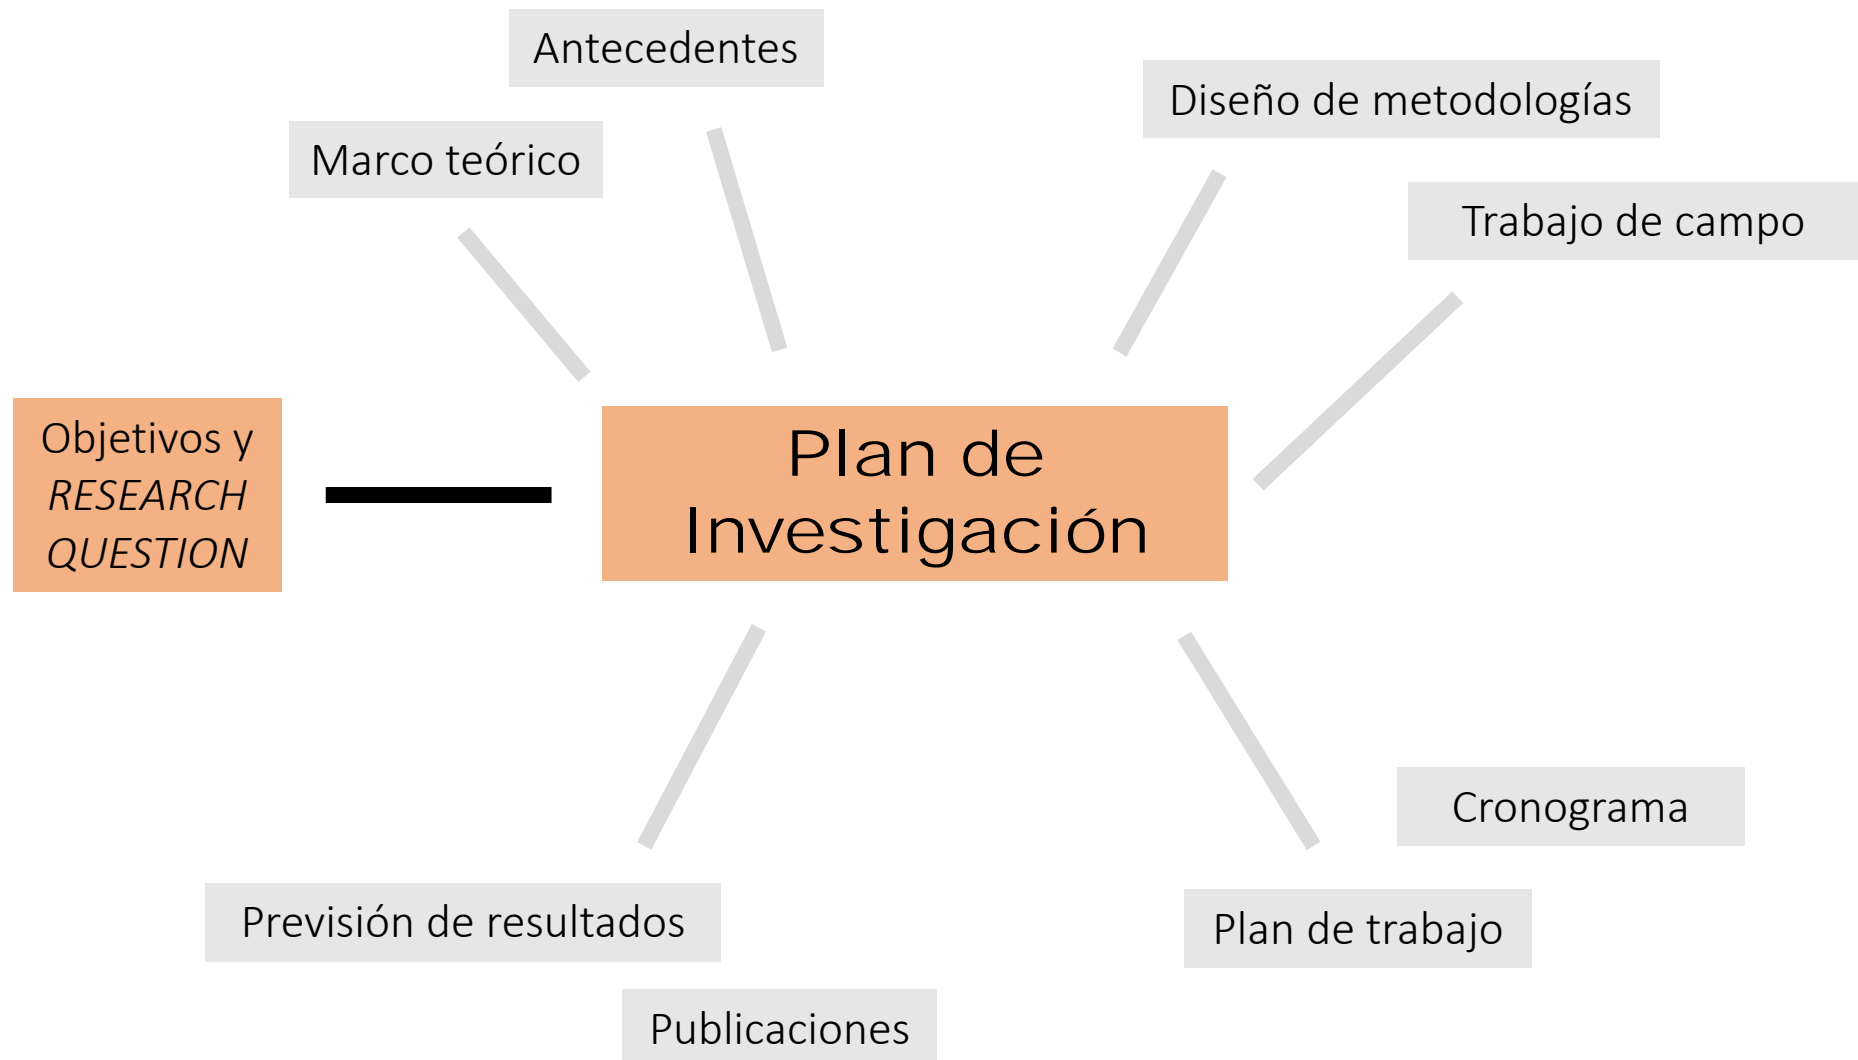 Antecedentes
Diseño de metodologías
Marco teórico
Trabajo de campo
Objetivos y
RESEARCH
QUESTION
Plan de
Investigación
Cronograma
Previsión de resultados
Plan de trabajo
Publicaciones